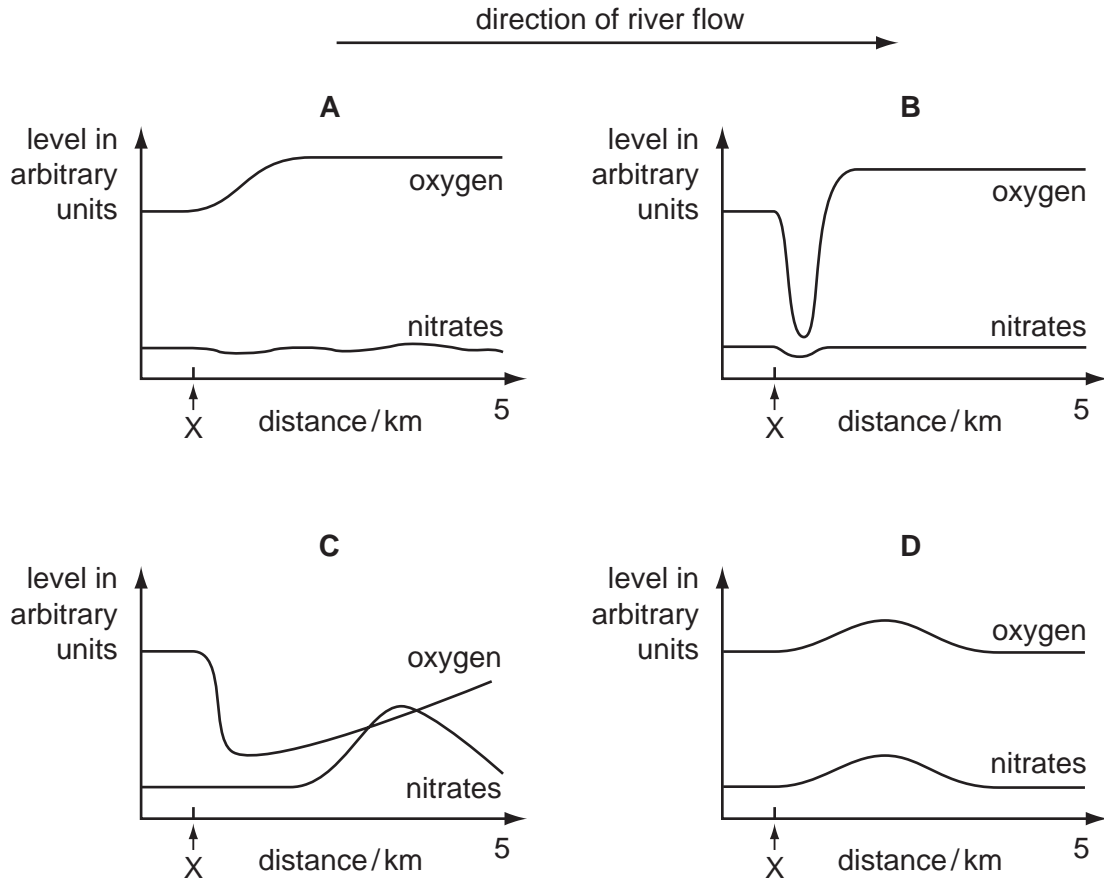 direction of river flow
A
level in
arbitrary
units
oxygen
nitrates
X
distance / km
5
B
level in
arbitrary
units
oxygen
nitrates
X
distance / km
5
C
level in
arbitrary
units
oxygen
nitrates
X
distance / km
5
D
level in
arbitrary
units
oxygen
nitrates
X
distance / km
5